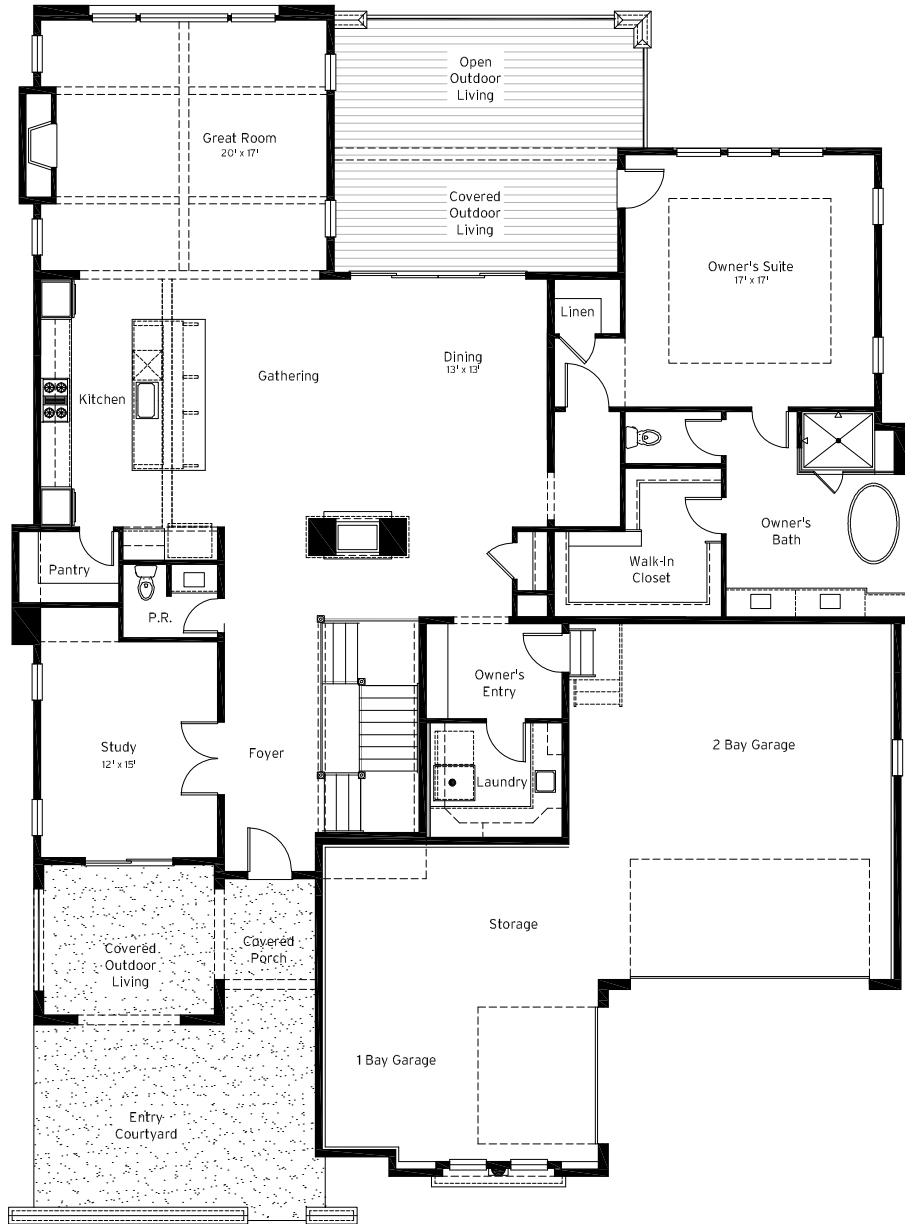 Open
Outdoor
Living
Great Room
20' x 17'
Covered
Outdoor
Living
Owner's Suite
17' x 17'
Linen
Dining
13' x 13'
Gathering
Kitchen
Owner's
Bath
Walk-In
Closet
Pantry
P.R.
Owner's
Entry
Study
12' x 15'
Foyer
2 Bay Garage
Laundry
Storage
Covered
Porch
Covered
Outdoor
Living
1 Bay Garage
Entry
Courtyard